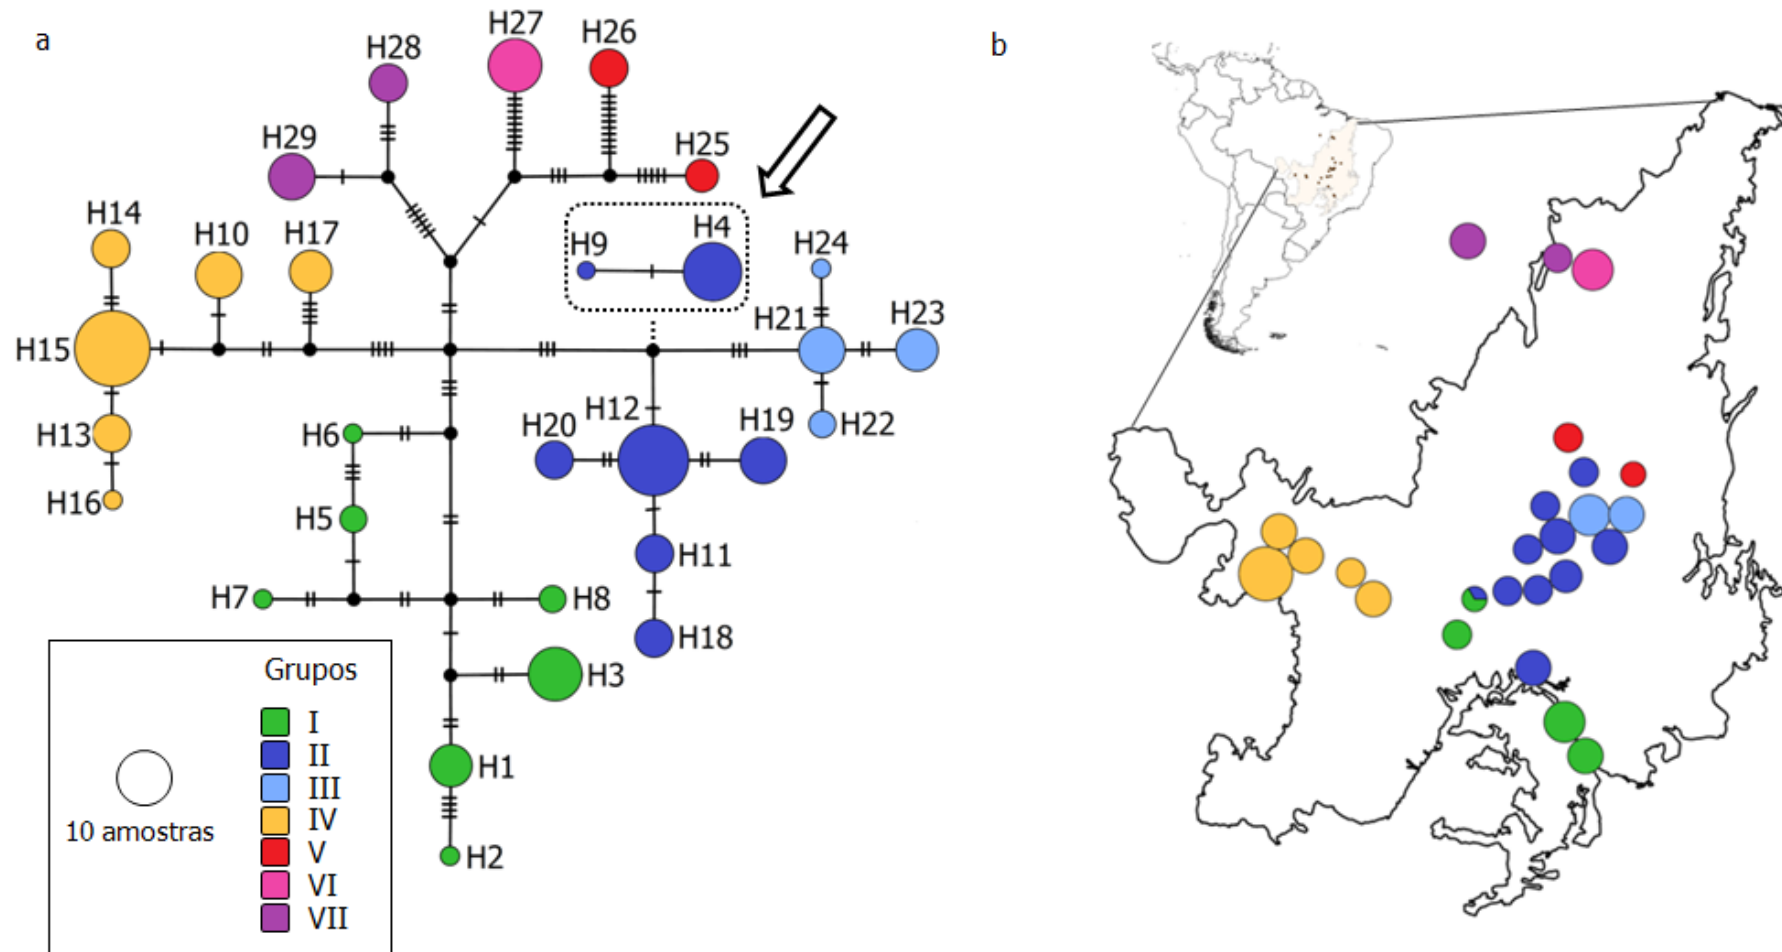 a
b
H27
H26
H28
H29
H25
H14
H10
H17
H9
H4
H24
H21
H23
H15
H12
H20
H19
H22
H6
H13
H16
H5
H11
H7
H8
H18
H3
H1
H2
Grupos
I
II
III
IV
V
VI
VII
10 amostras